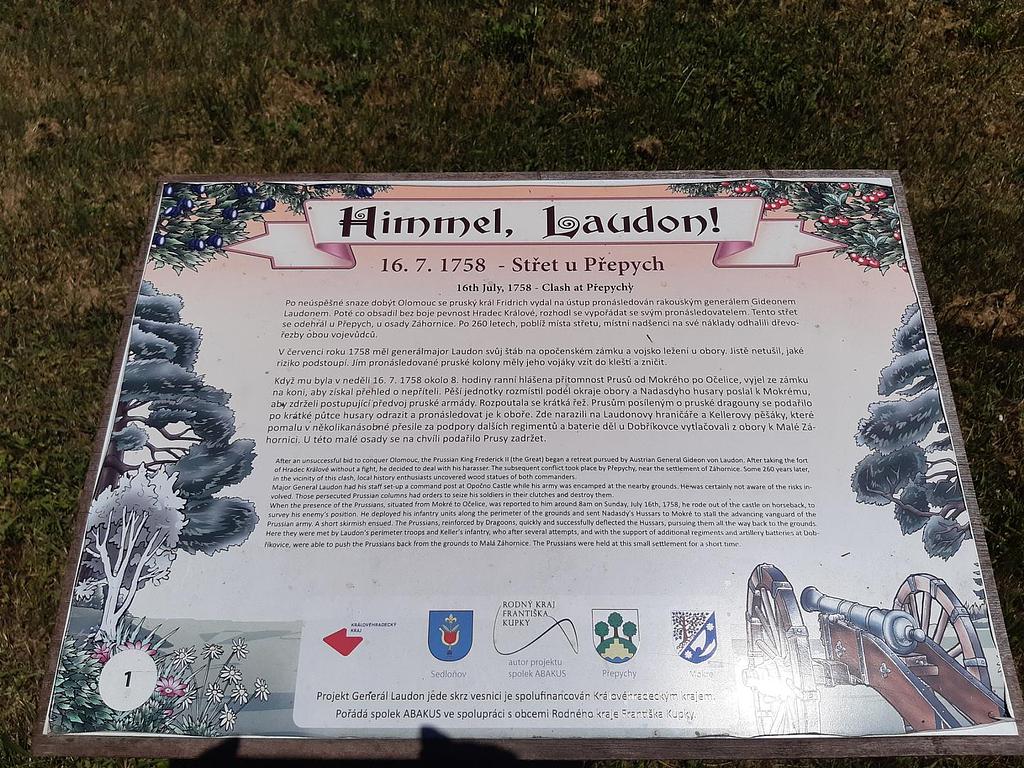 Himmel, Laudon!
16. 7. 1758 - Střet u Přepych
16th July, 1758 - Clash at Přepychy
Po neúspěšné snaze dobýt Olomouc se pruský král Fridrich vydal na ústup pronásledován rakouským generálem Gideonem
Laudonem. Poté co obsadil bez boje pevnost Hradec Králové, rozhodl se vypořádat se svým pronásledovatelem. Tento střet
se odehrál u Přepych, u osady Záhornice. Po 260 letech, poblíž místa střetu, místní nadšenci na své náklady odhalili dřevo-
řezby obou vojevůdců.
V červenci roku 1758 měl generálmajor Laudon svůj štáb na opočenském zámku a vojsko ležení u obory. Jistě netušil, jaké
riziko podstoupí. Jím pronásledované pruské kolony měly jeho vojáky vzít do kleští a zničit.
Když mu byla v neděli 16. 7. 1758 okolo 8. hodiny ranní hlášena přítomnost Prusů od Mokrého po Očelice, vyjel ze zámku
na koni, aby získal přehled o nepříteli. Pěší jednotky rozmístil podél okraje obory a Nadasdyho husary poslal k Mokrému,
aby zdrželi postupující předvoj pruské armády. Rozpoutala se krátká řež. Prusům posíleným o pruské dragouny se podařilo
po krátké půtce husary odrazit a pronásledovat je k oboře. Zde narazili na Laudonovy hraničáře a Kellerovy pěšáky, které
pomalu v několikanásobné přesile za podpory dalších regimentů a baterie děl u Dobříkovce vytlačovali z obory k Malé Zá-
hornici. U této malé osady se na chvíli podařilo Prusy zadržet.
After an unsuccessful bid to conquer Olomouc, the Prussian King Frederick II (the Great) began a retreat pursued by Austrian General Gideon von Laudon. After taking the fort
of Hradec Králové without a fight, he decided to deal with his harasser. The subsequent conflict took place by Přepychy, near the settlement of Záhornice. Some 260 years later,
in the vicinity of this clash, local history enthusiasts uncovered wood statues of both commanders.
Major General Laudon had his staff set-up a command post at Opočno Castle while his army was encamped at the nearby grounds. He was certainly not aware of the risks in-
volved. Those persecuted Prussian columns had orders to seize his soldiers in their clutches and destroy them.
When the presence of the Prussians, situated from Mokré to Očelice, was reported to him around 8am on Sunday, July 16th, 1758, he rode out of the castle on horseback, to
survey his enemy's position. He deployed his infantry units along the perimeter of the grounds and sent Nadasdy's Hussars to Mokré to stall the advancing vanguard of the
Prussian army. A short skirmish ensued. The Prussians, reinforced by Dragoons, quickly and successfully deflected the Hussars, pursuing them all the way back to the grounds.
Here they were met by Laudon's perimeter troops and Keller's infantry, who after several attempts, and with the support of additional regiments and artillery batteries at Dob-
říkovice, were able to push the Prussians back from the grounds to Malá Záhornice. The Prussians were held at this small settlement for a short time.
KRÁLOVÉHRADECKÝ
KRAJ
Sedloňov
RODNÝ KRAJ
FRANTIŠKA
KUPKY
autor projektu
spolek ABAKUS
Přepychy
Mokré
1
Projekt Generál Laudon jede skrz vesnici je spolufinancován Královéhradeckým krajem.
Pořádá spolek ABAKUS ve spolupráci s obcemi Rodného kraje Františka Kupky.